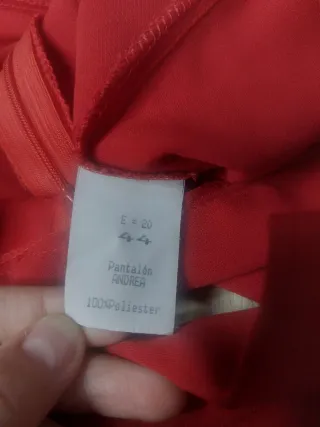 E = 20
44
Pantalón
ANDREA
100%Poliester